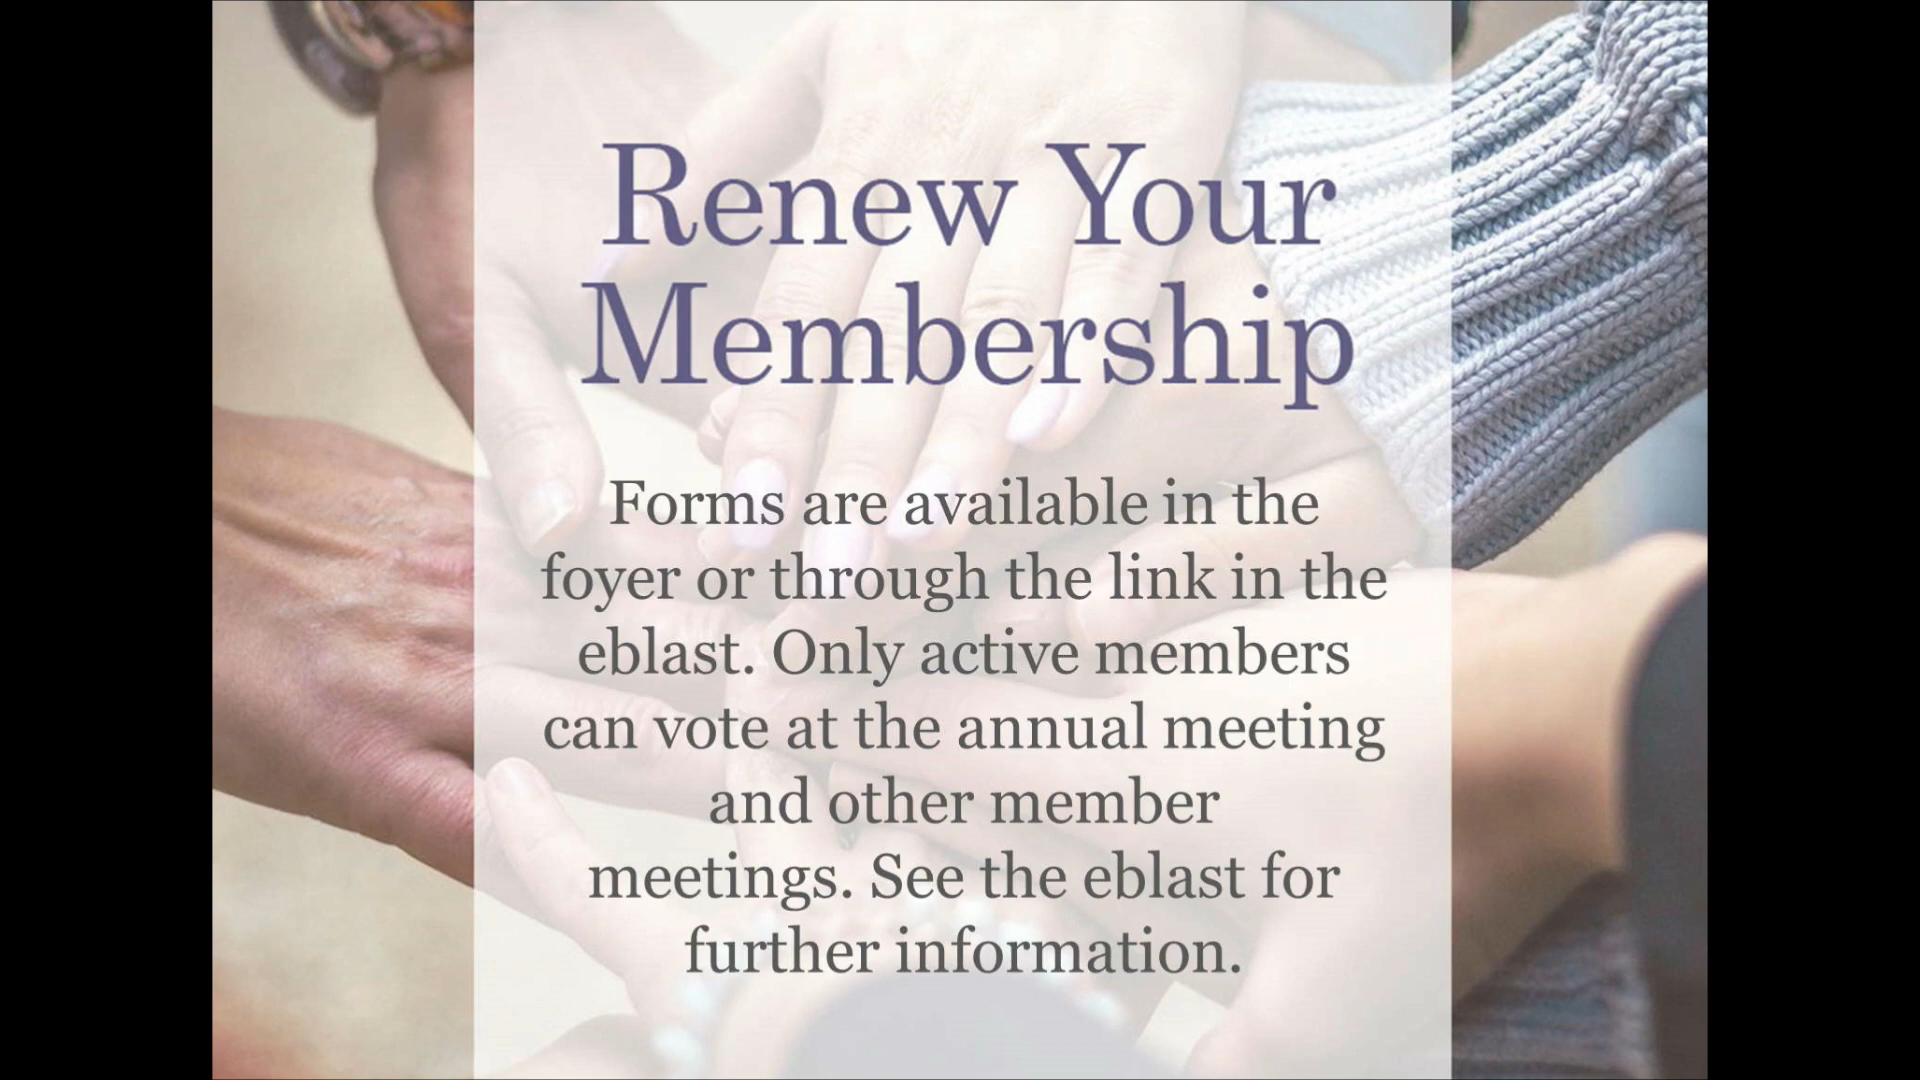 Renew Your
Membership
Forms are available in the
foyer or through the link in the
eblast. Only active members
can vote at the annual meeting
and other member
meetings. See the eblast for
further information.